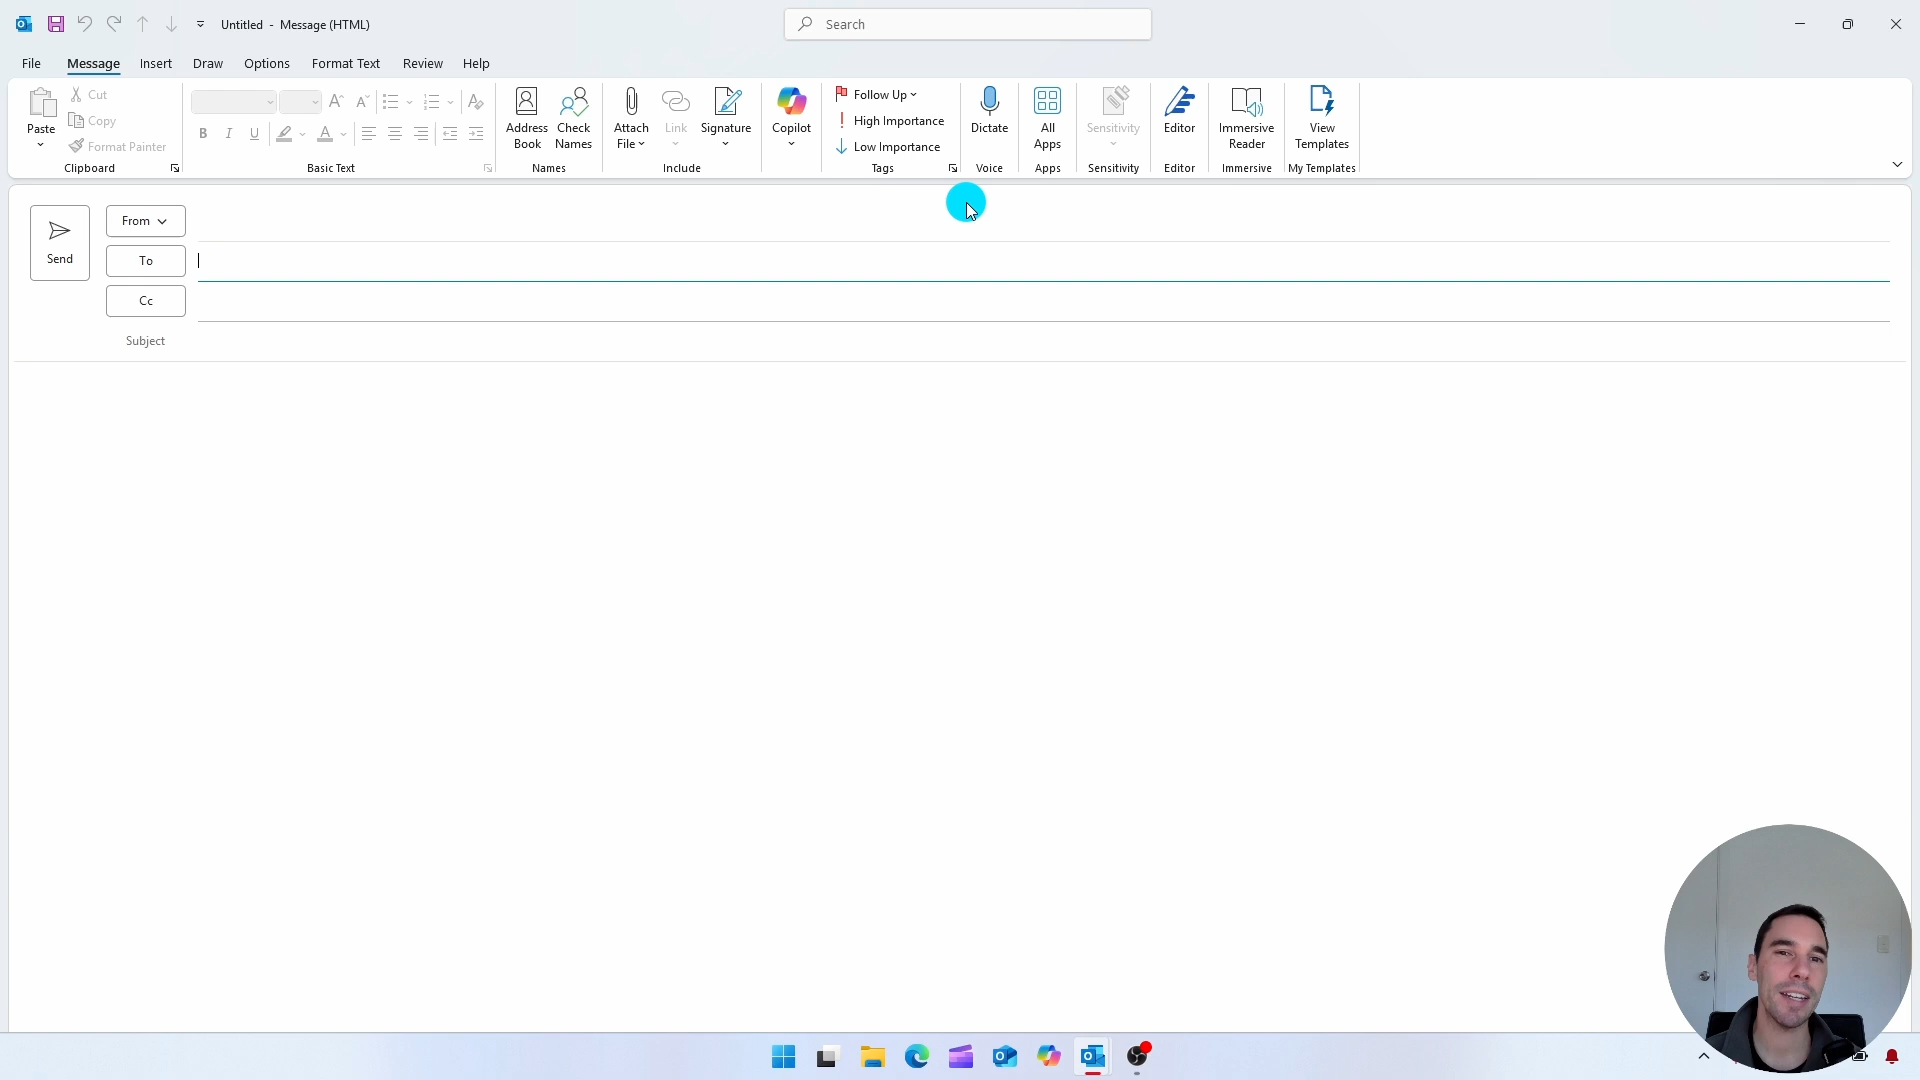 Untitled - Message (HTML)
Search
File Message Insert Draw Options Format Text Review Help
Paste
Cut
Copy
Format Painter
Clipboard
B I U
Basic Text
Address Book
Check Names
Names
Attach File
Link
Signature
Include
Copilot
Follow Up
High Importance
Low Importance
Tags
Dictate
Voice
All Apps
Apps
Sensitivity
Sensitivity
Editor
Editor
Immersive Reader
Immersive
View Templates
My Templates
Send
From
To
Cc
Subject